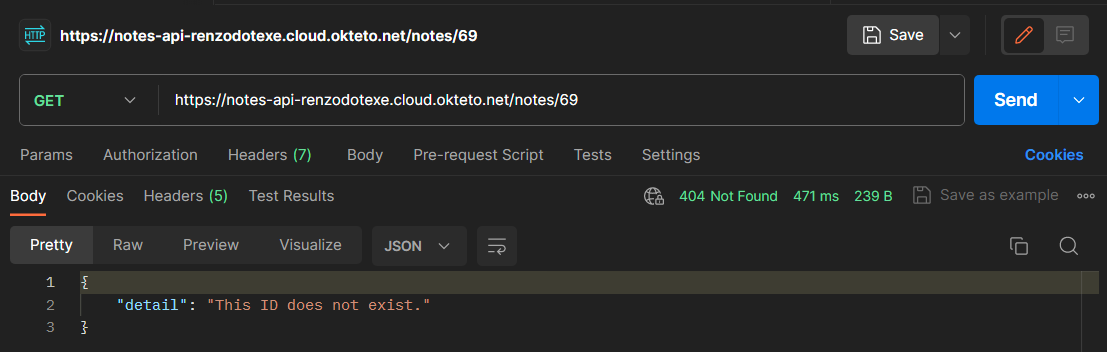 HTTP https://notes-api-renzodotexe.cloud.okteto.net/notes/69 Save
GET https://notes-api-renzodotexe.cloud.okteto.net/notes/69 Send
Params Authorization Headers (7) Body Pre-request Script Tests Settings Cookies
Body Cookies Headers (5) Test Results 404 Not Found 471 ms 239 B Save as example
Pretty Raw Preview Visualize JSON
1 {
2 "detail": "This ID does not exist."
3 }